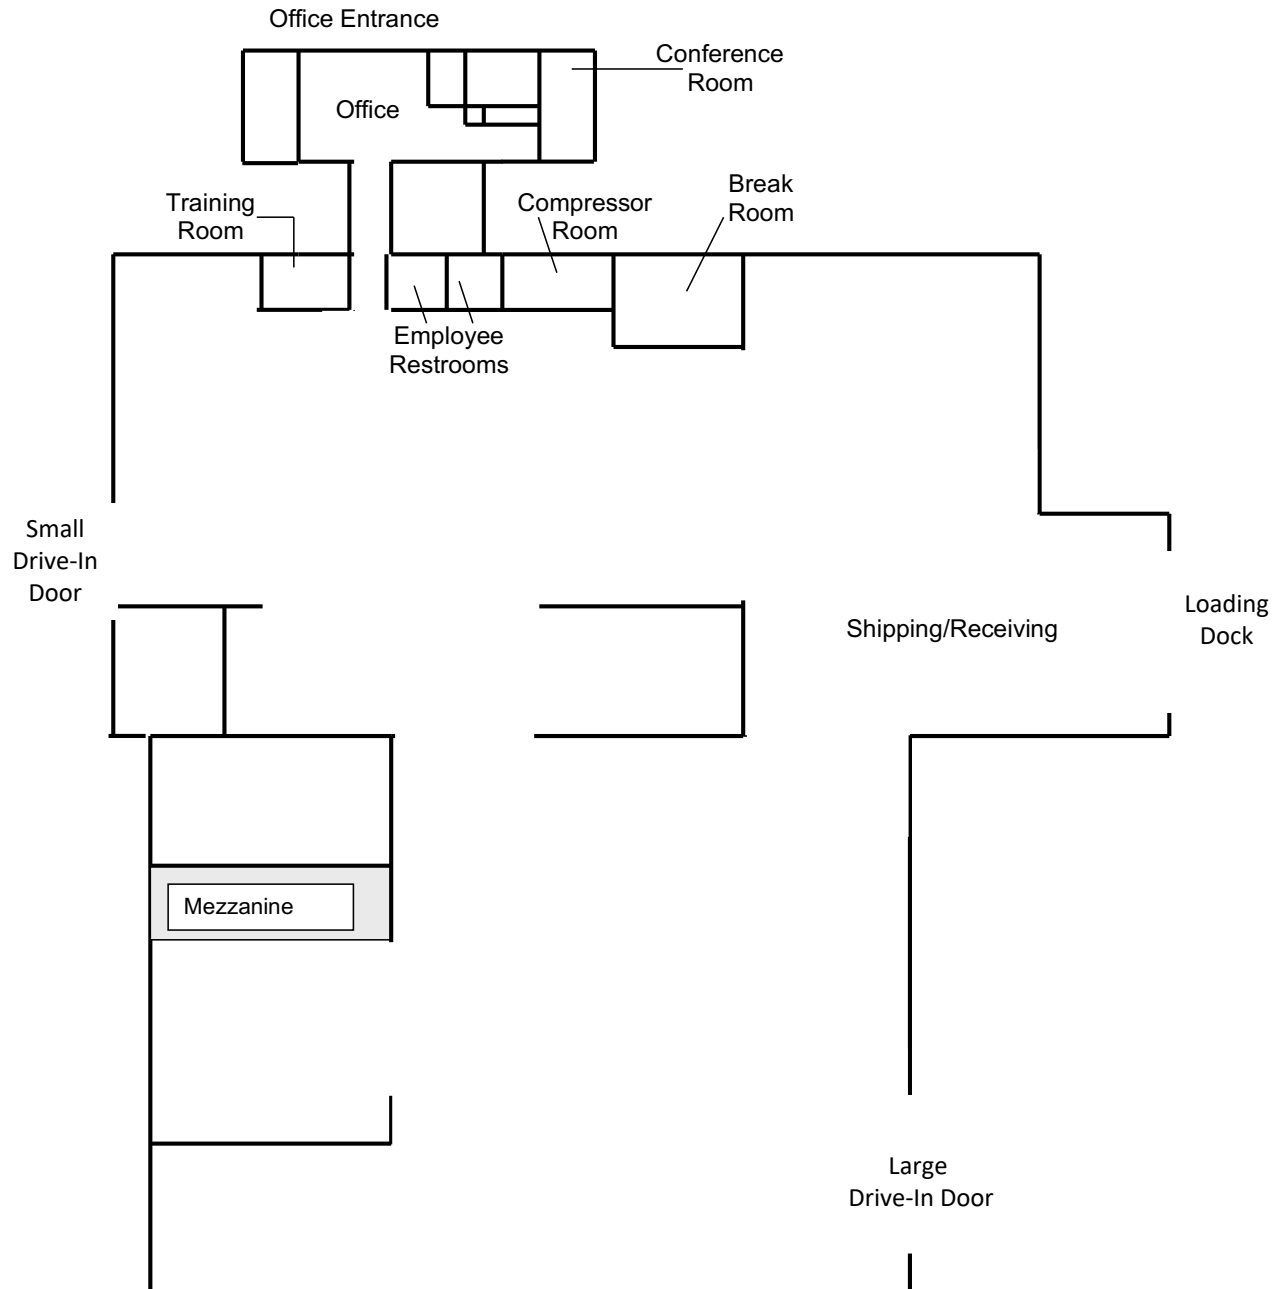 Office Entrance
Conference
Room
Office
Training
Room
Compressor
Room
Break
Room
Employee
Restrooms
Small
Drive-In
Door
Shipping/Receiving
Loading
Dock
Mezzanine
Large
Drive-In Door